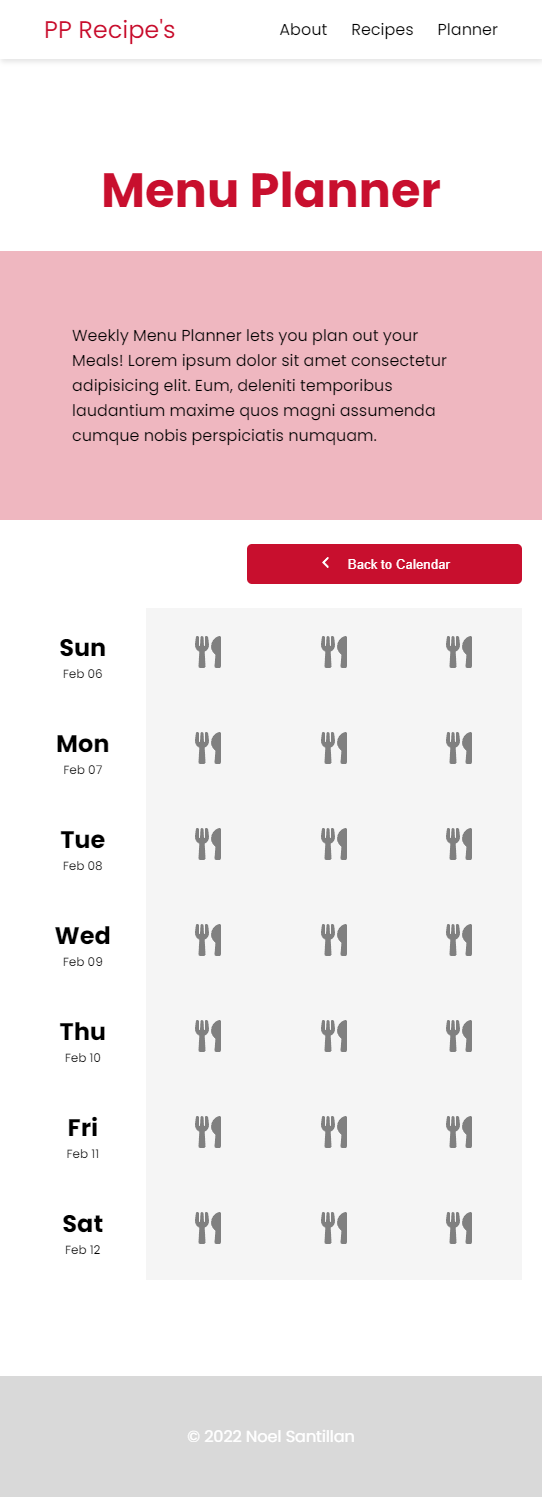 PP Recipe's
About Recipes Planner
Menu Planner
Weekly Menu Planner lets you plan out your
Meals! Lorem ipsum dolor sit amet consectetur
adipisicing elit. Eum, deleniti temporibus
laudantium maxime quos magni assumenda
cumque nobis perspiciatis numquam.
Back to Calendar
Sun
Feb 06
Mon
Feb 07
Tue
Feb 08
Wed
Feb 09
Thu
Feb 10
Fri
Feb 11
Sat
Feb 12
© 2022 Noel Santillan